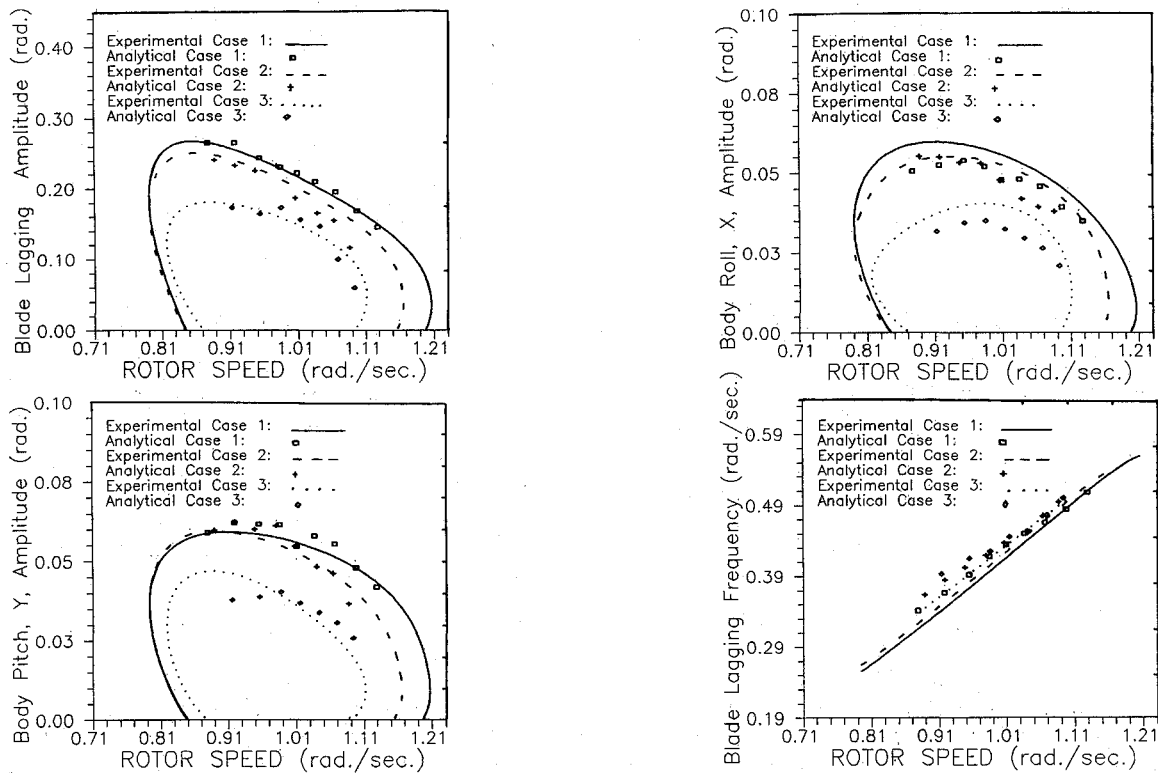 Blade Lagging Amplitude (rad.)
0.40
0.30
0.20
0.10
0.00
Experimental Case 1:
Analytical Case 1:
Experimental Case 2:
Analytical Case 2:
Experimental Case 3:
Analytical Case 3:
0.71 0.81 0.91 1.01 1.11 1.21
ROTOR SPEED (rad./sec.)
Body Roll, X, Amplitude (rad.)
0.10
0.08
0.05
0.03
0.00
Experimental Case 1:
Analytical Case 1:
Experimental Case 2:
Analytical Case 2:
Experimental Case 3:
Analytical Case 3:
0.71 0.81 0.91 1.01 1.11 1.21
ROTOR SPEED (rad./sec.)
Body Pitch, Y, Amplitude (rad.)
0.10
0.08
0.05
0.03
0.00
Experimental Case 1:
Analytical Case 1:
Experimental Case 2:
Analytical Case 2:
Experimental Case 3:
Analytical Case 3:
0.71 0.81 0.91 1.01 1.11 1.21
ROTOR SPEED (rad./sec.)
Blade Lagging Frequency (rad./sec.)
0.59
0.49
0.39
0.29
0.19
Experimental Case 1:
Analytical Case 1:
Experimental Case 2:
Analytical Case 2:
Experimental Case 3:
Analytical Case 3:
0.71 0.81 0.91 1.01 1.11 1.21
ROTOR SPEED (rad./sec.)